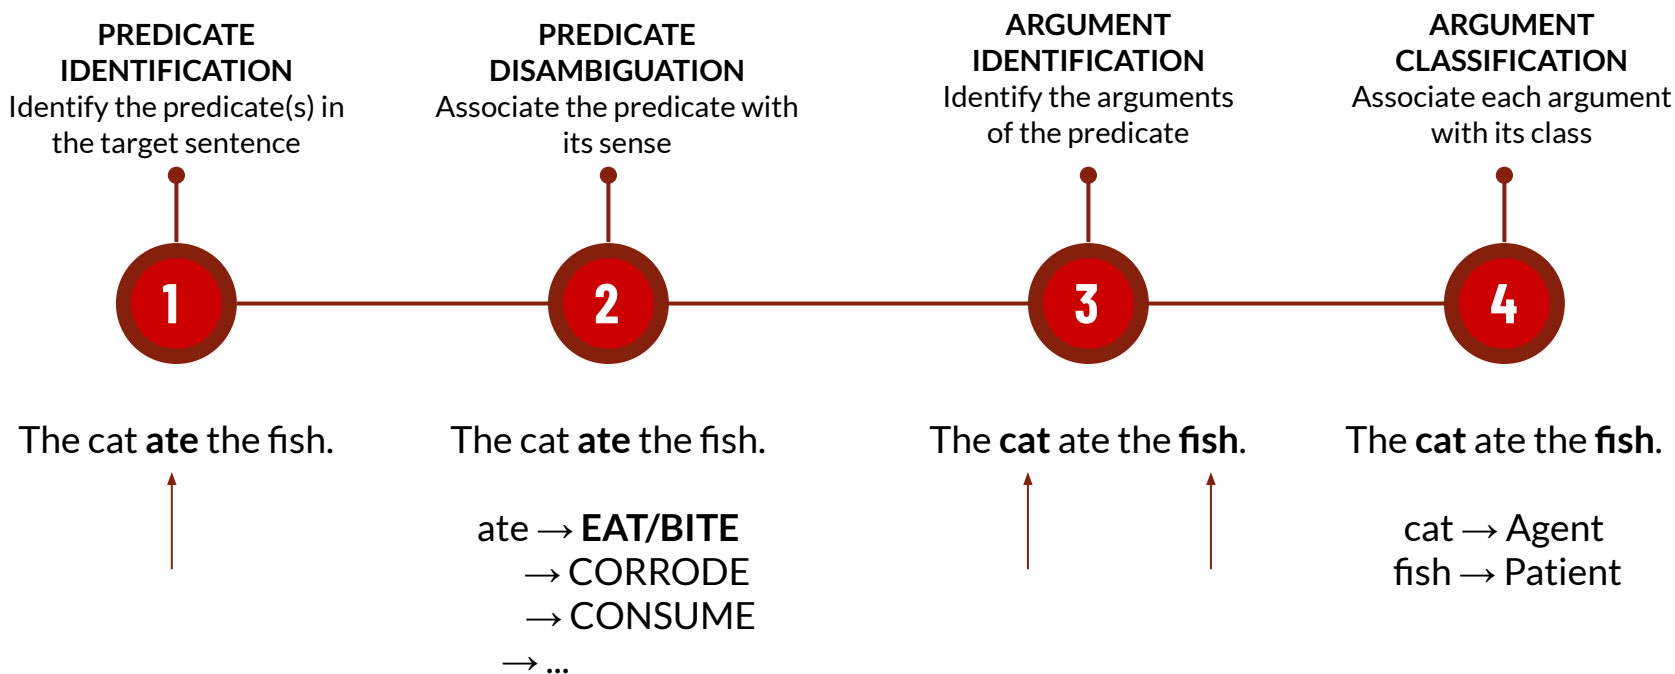 PREDICATE
IDENTIFICATION
Identify the predicate(s) in
the target sentence
1
The cat ate the fish.
PREDICATE
DISAMBIGUATION
Associate the predicate with
its sense
2
The cat ate the fish.
ate → EAT/BITE
→ CORRODE
→ CONSUME
→ ...
ARGUMENT
IDENTIFICATION
Identify the arguments
of the predicate
3
The cat ate the fish.
ARGUMENT
CLASSIFICATION
Associate each argument
with its class
4
The cat ate the fish.
cat → Agent
fish → Patient